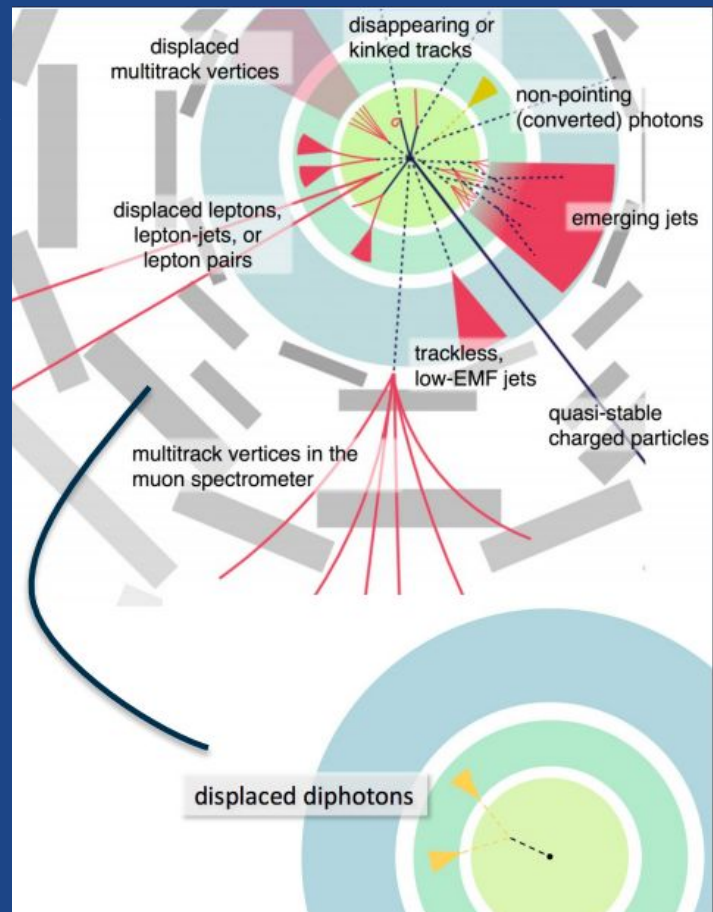 displaced
multitrack vertices
disappearing or
kinked tracks
non-pointing
(converted) photons
displaced leptons,
lepton-jets, or
lepton pairs
emerging jets
trackless,
low-EMF jets
quasi-stable
charged particles
multitrack vertices in the
muon spectrometer
displaced diphotons